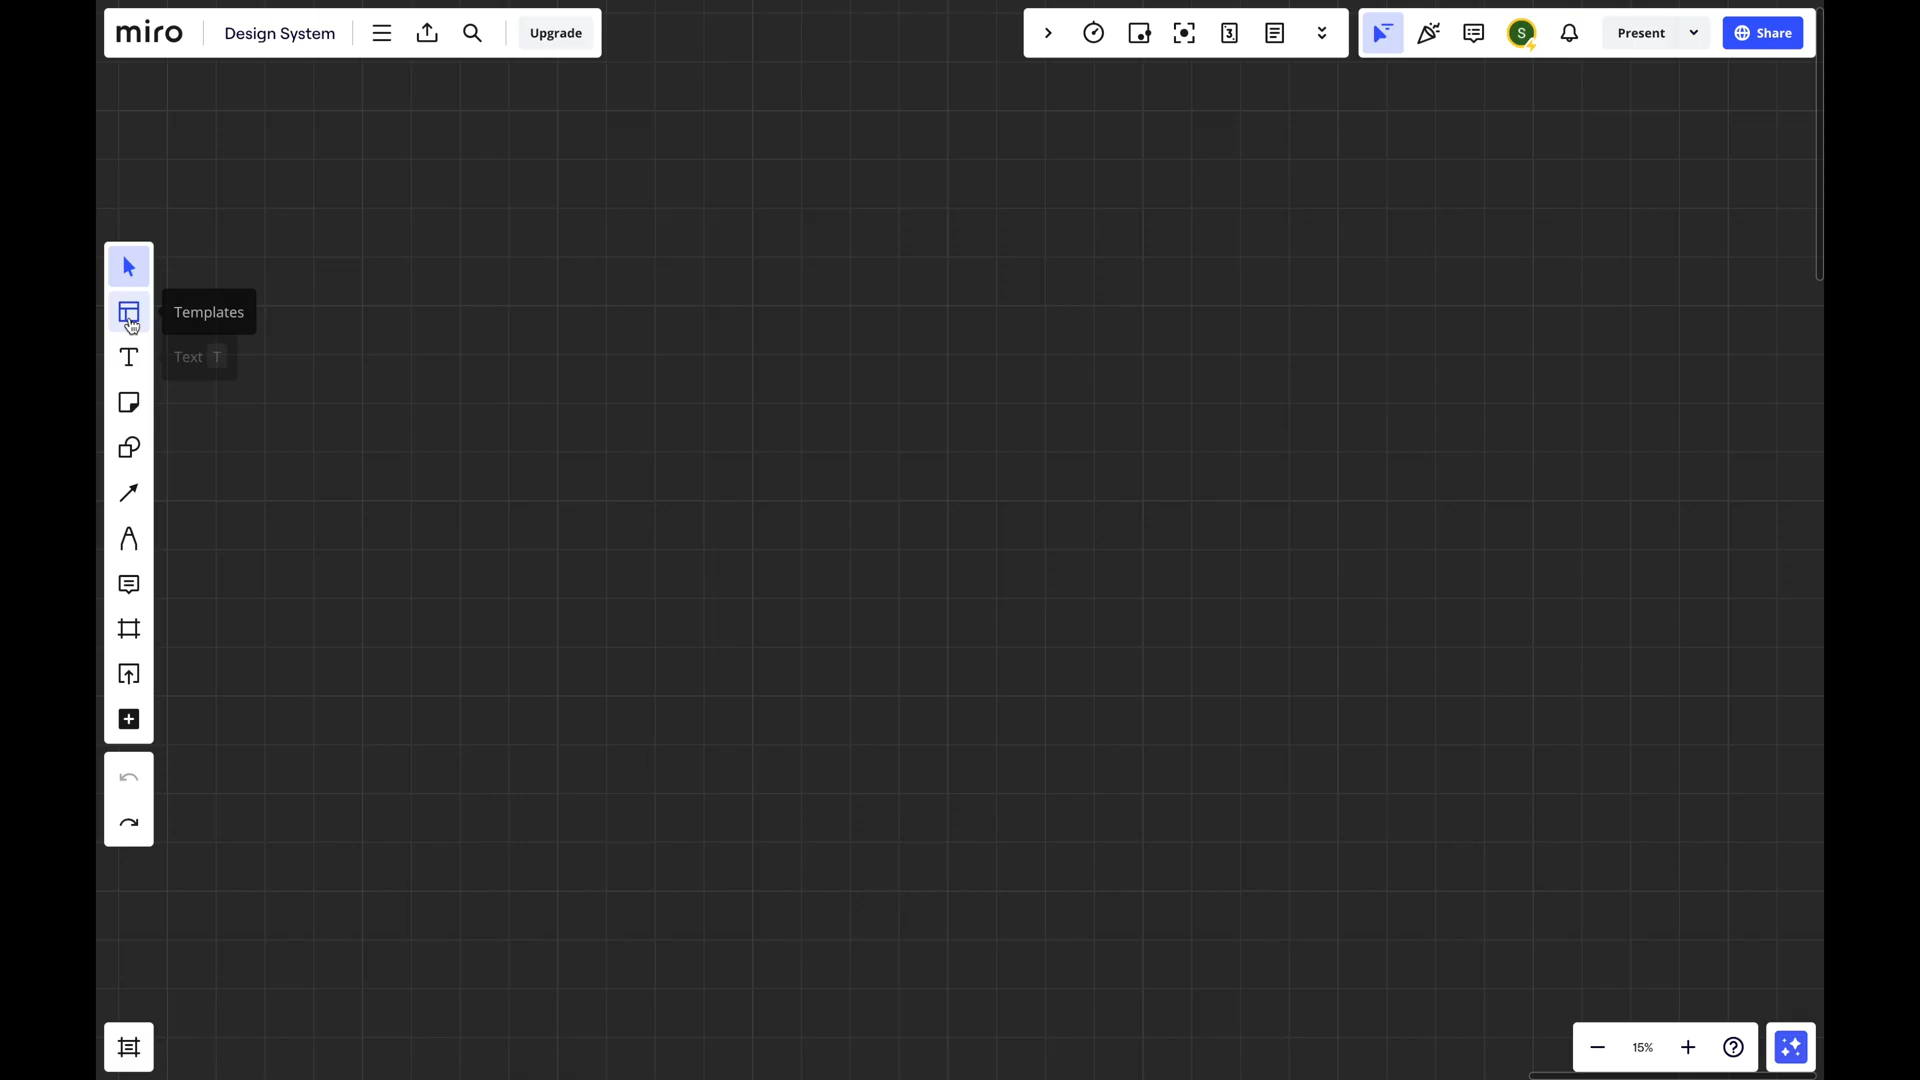 miro
Design System
Upgrade
3
S
Present
Share
Templates
Text T
15%